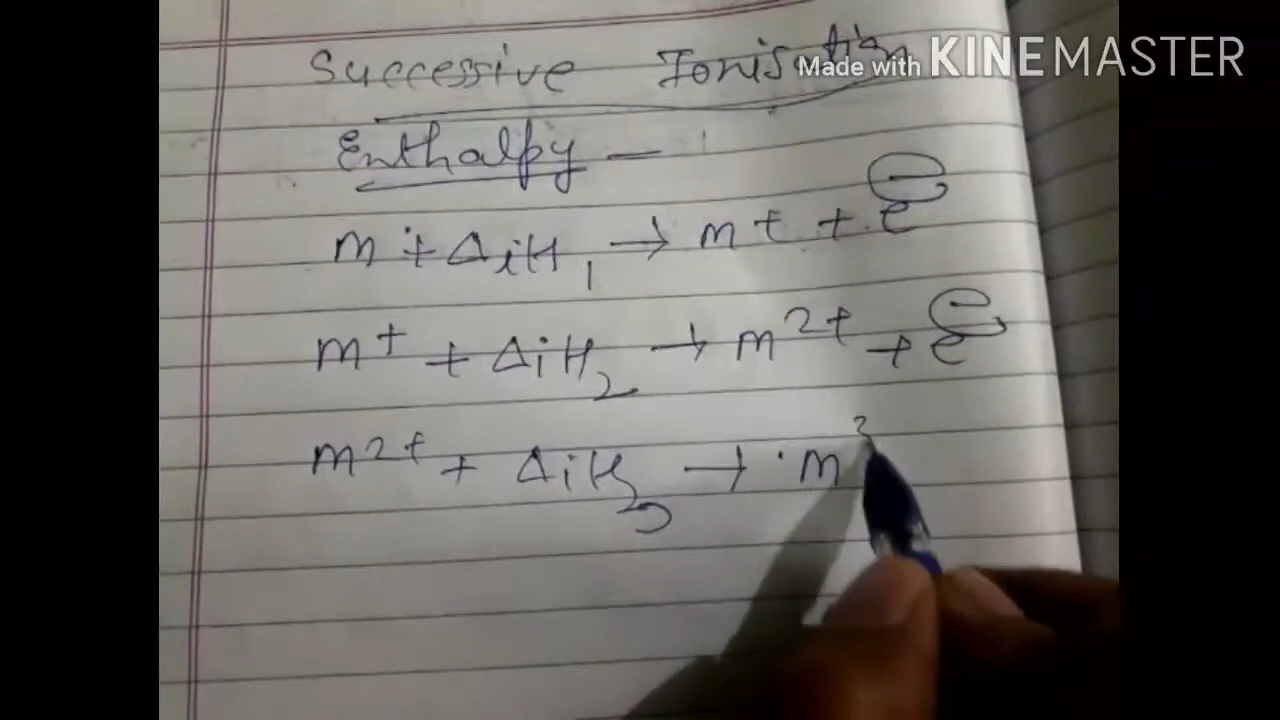 Successive Ionisation
Made with KINEMASTER
Enthalpy —
m + ΔiH₁ → m⁺ + e⁻
m⁺ + ΔiH₂ → m²⁺ + e⁻
m²⁺ + ΔiH₃ → m³